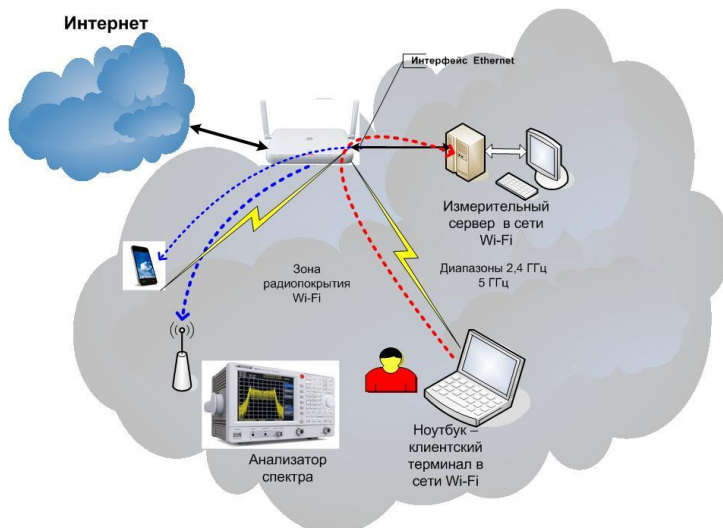 Интернет
Интерфейс Ethernet
Измерительный
сервер в сети
Wi-Fi
Зона
радиопокрытия
Wi-Fi
Диапазоны 2,4 ГГц
5 ГГц
Анализатор
спектра
Ноутбук –
клиентский
терминал в
сети Wi-Fi